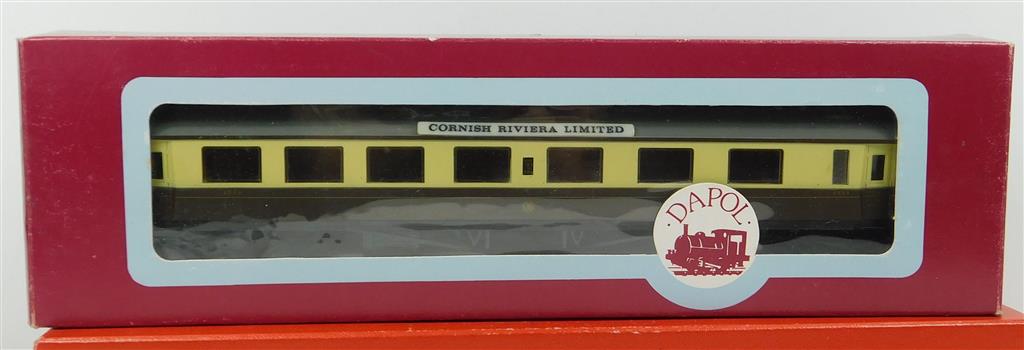 CORNISH RIVIERA LIMITED
DAPOL